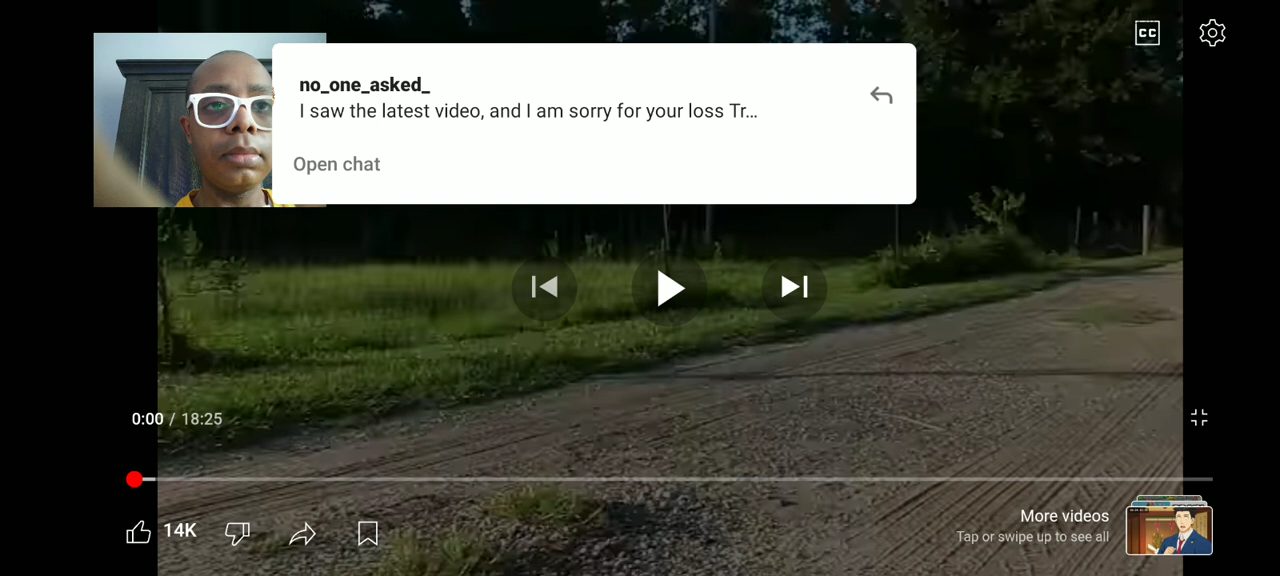 no_one_asked_
I saw the latest video, and I am sorry for your loss Tr...
Open chat
0:00 / 18:25
14K
More videos
Tap or swipe up to see all
CC